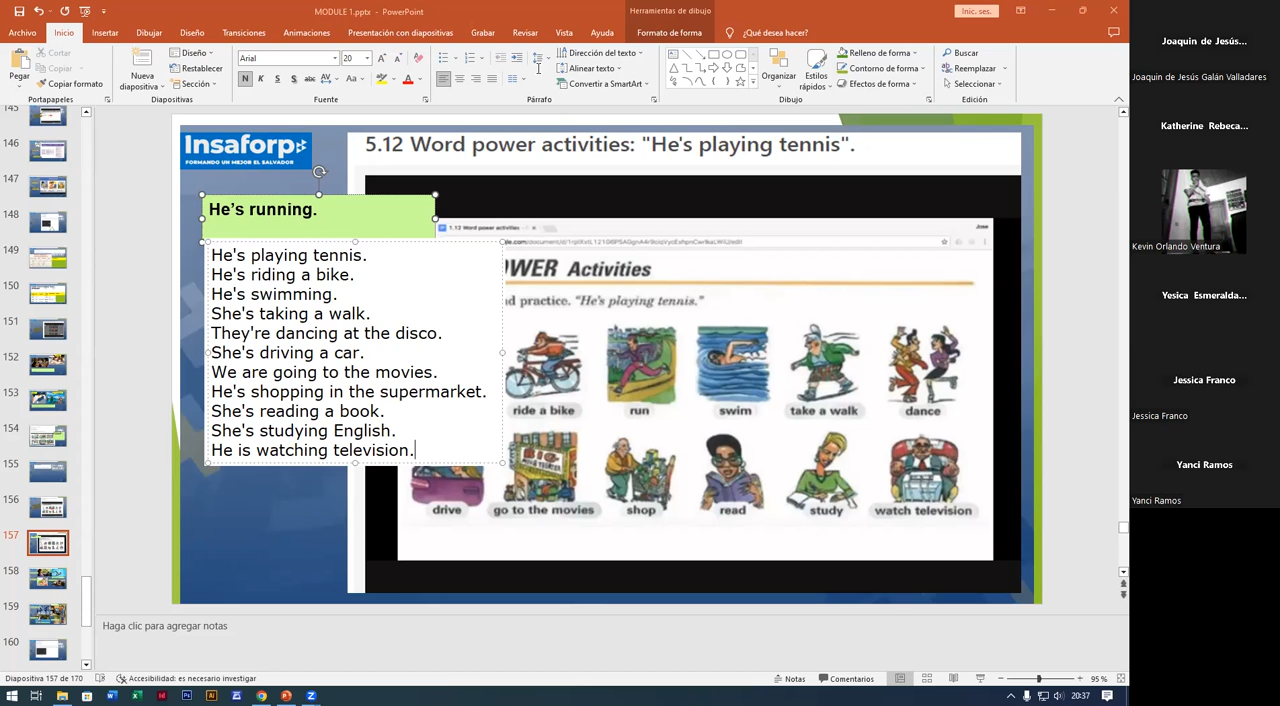 MODULE 1.pptx - PowerPoint
Herramientas de dibujo
Inic. ses.
Archivo Inicio Insertar Dibujar Diseño Transiciones Animaciones Presentación con diapositivas Grabar Revisar Vista Ayuda Formato de forma ¿Qué desea hacer?
Pegar
Cortar
Copiar
Copiar formato
Portapapeles
Nueva diapositiva
Diseño
Restablecer
Sección
Diapositivas
Arial 20
N K S S abc AV Aa A
Fuente
Dirección del texto
Alinear texto
Convertir a SmartArt
Párrafo
Organizar
Estilos rápidos
Relleno de forma
Contorno de forma
Efectos de forma
Dibujo
Buscar
Reemplazar
Seleccionar
Edición
145
146
147
148
149
150
151
152
153
154
155
156
157
158
159
160
Insaforp
FORMANDO UN MEJOR EL SALVADOR
5.12 Word power activities: "He's playing tennis".
He's running.
He's playing tennis.
He's riding a bike.
He's swimming.
She's taking a walk.
They're dancing at the disco.
She's driving a car.
We are going to the movies.
He's shopping in the supermarket.
She's reading a book.
She's studying English.
He is watching television.
1.12 Word power activities -
Jose
OWER Activities
d practice. "He's playing tennis."
ride a bike
run
swim
take a walk
dance
drive
go to the movies
shop
read
study
watch television
Haga clic para agregar notas
Diapositiva 157 de 170
Accesibilidad: es necesario investigar
Notas
Comentarios
95 %
20:37
Joaquin de Jesús...
Joaquin de Jesús Galán Valladares
Katherine Rebeca...
Kevin Orlando Ventura
Yesica Esmeralda...
Jessica Franco
Jessica Franco
Yanci Ramos
Yanci Ramos